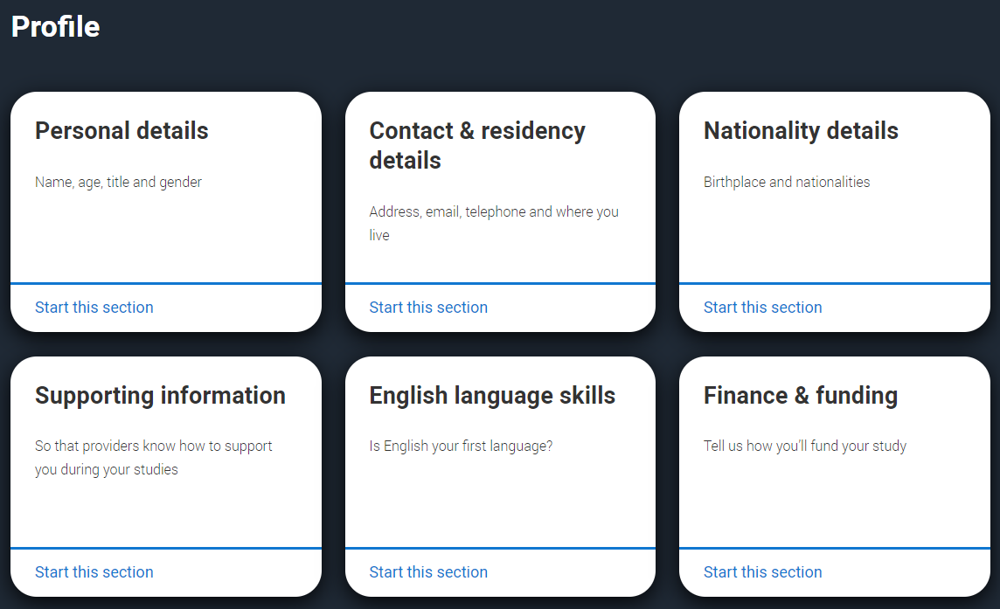 Profile
Personal details
Name, age, title and gender
Start this section
Contact & residency
details
Address, email, telephone and where you
live
Start this section
Nationality details
Birthplace and nationalities
Start this section
Supporting information
So that providers know how to support
you during your studies
Start this section
English language skills
Is English your first language?
Start this section
Finance & funding
Tell us how you'll fund your study
Start this section